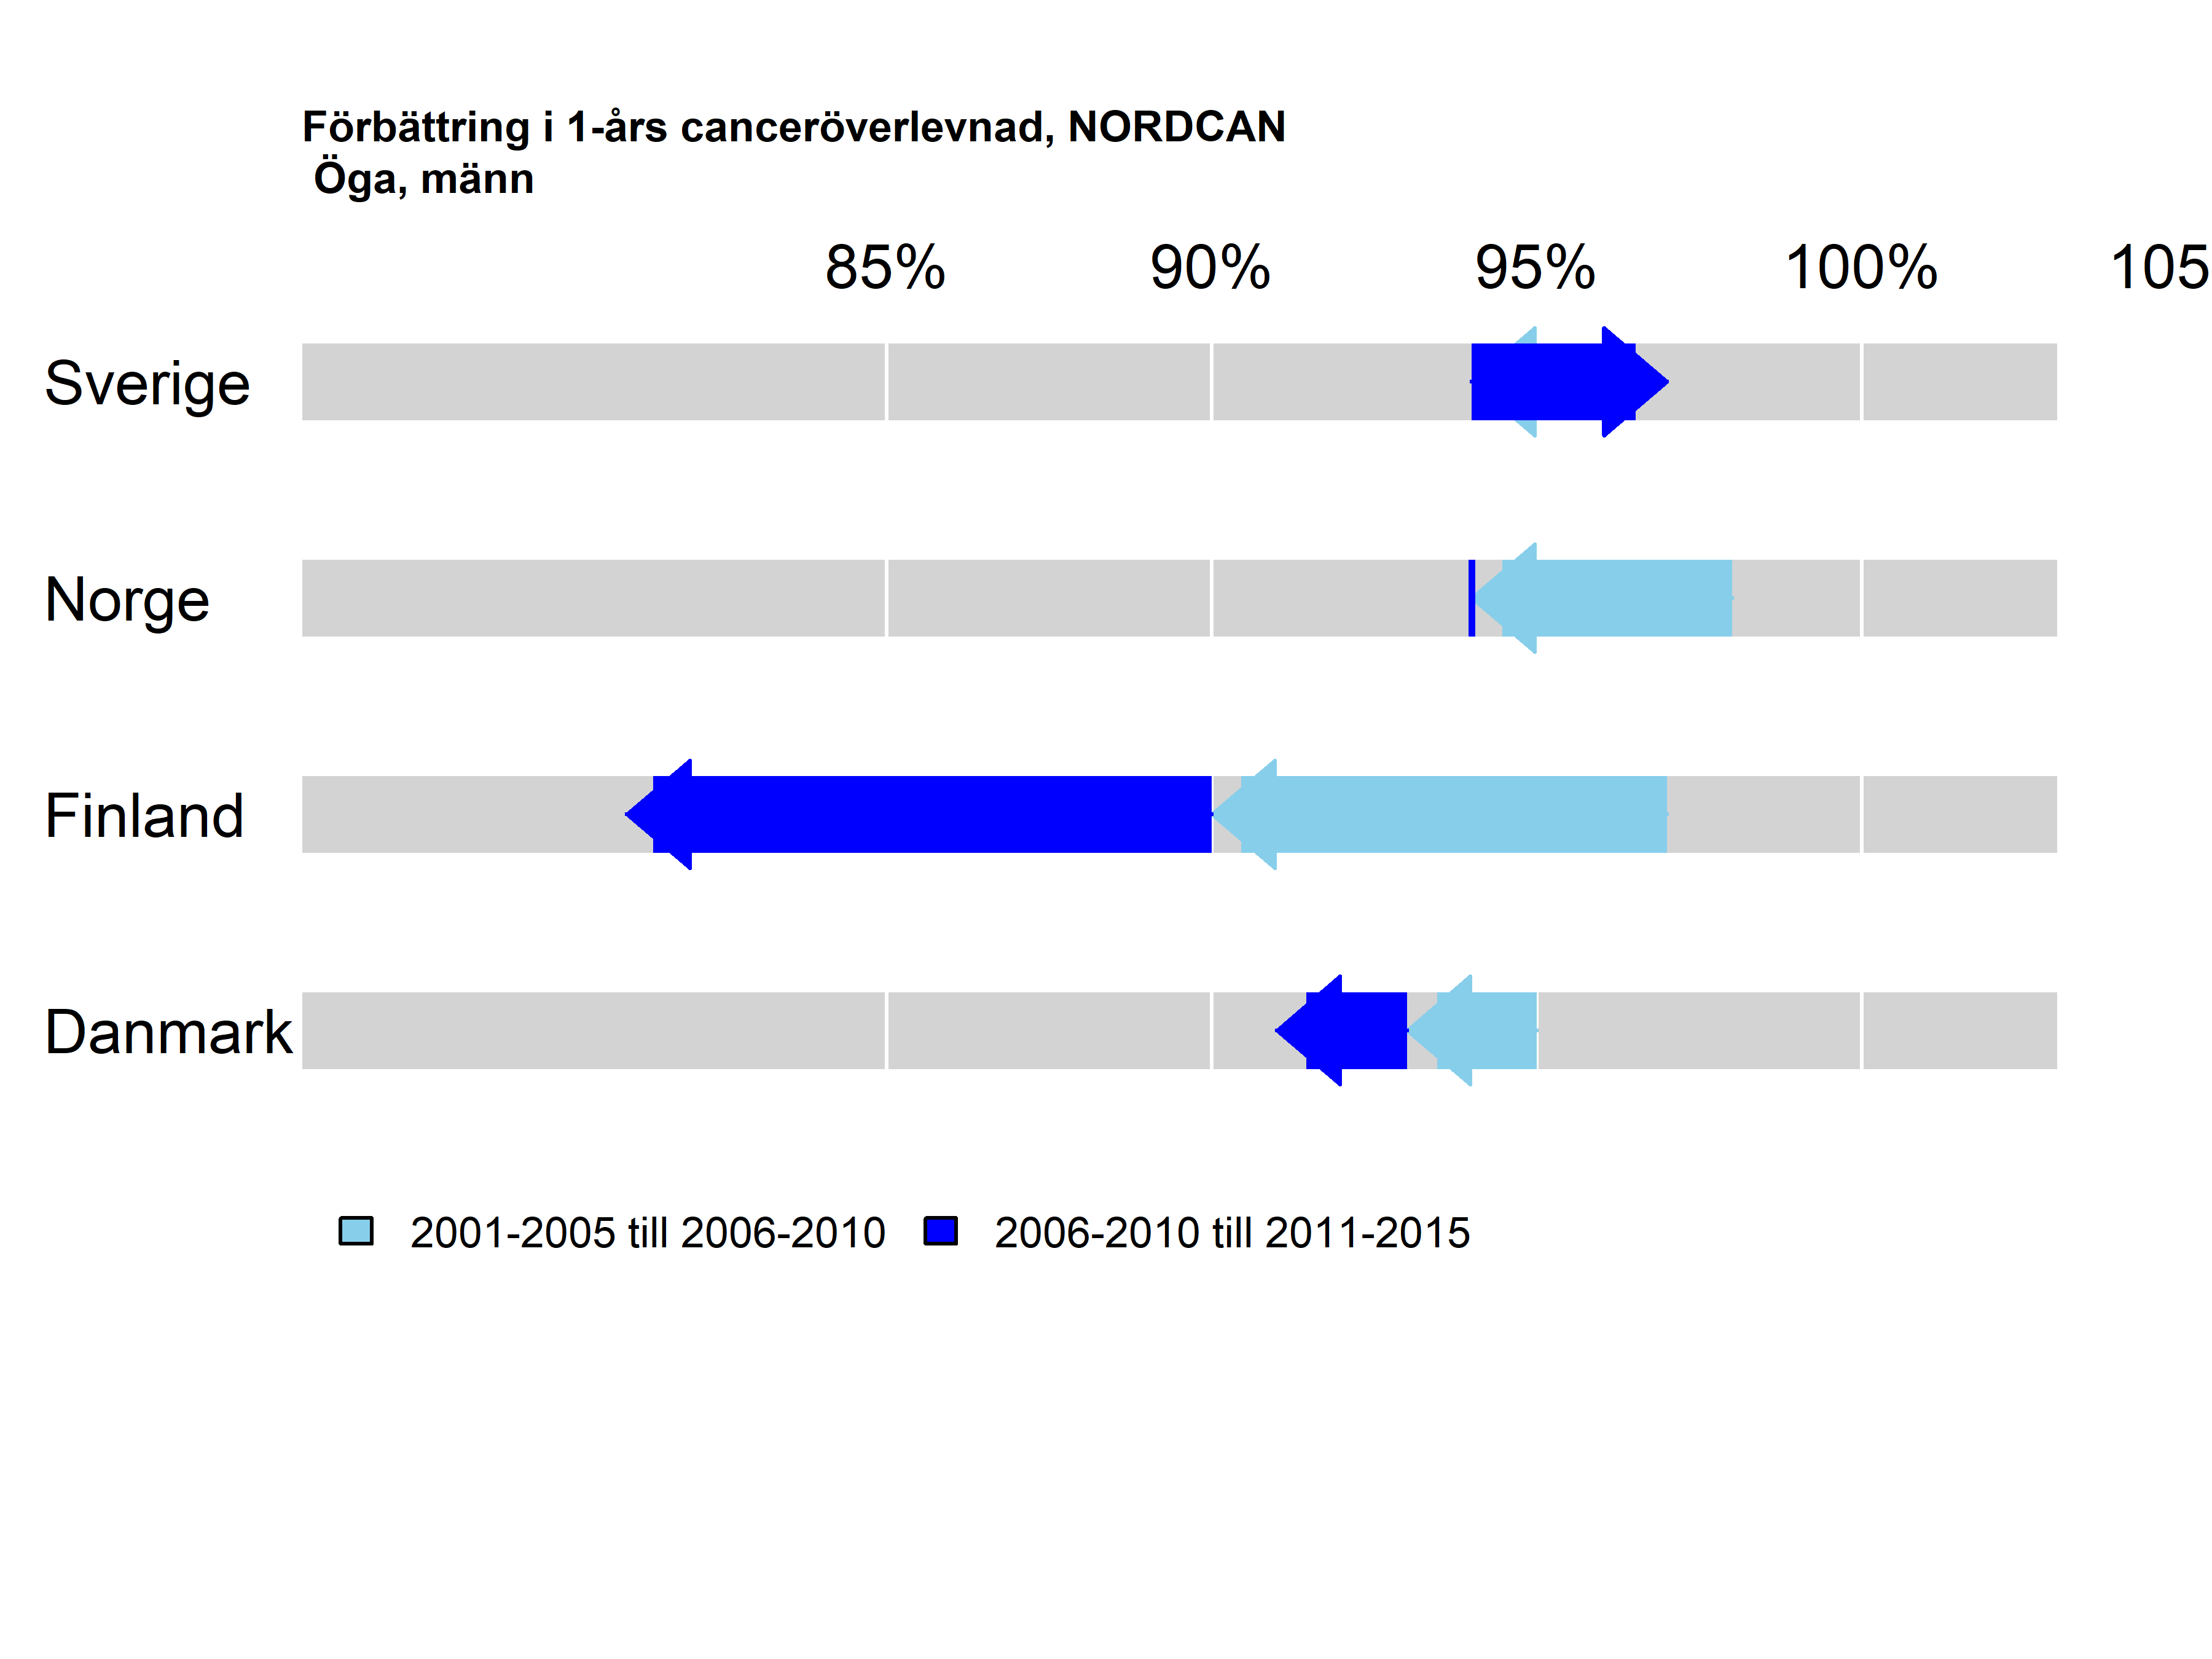 Förbättring i 1-års canceröverlevnad, NORDCAN
Öga, männ
85% 90% 95% 100% 105
Sverige
Norge
Finland
Danmark
2001-2005 till 2006-2010 2006-2010 till 2011-2015